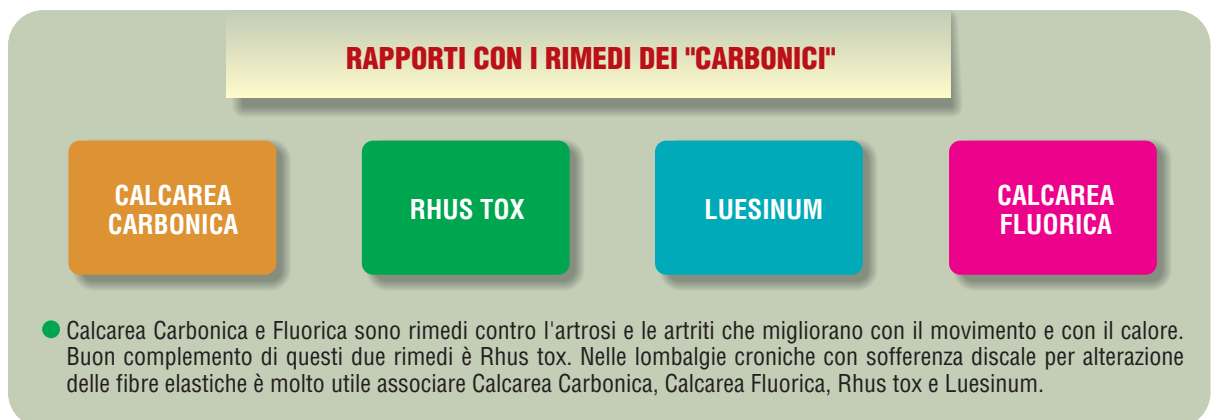 RAPPORTI CON I RIMEDI DEI "CARBONICI"
CALCAREA
CARBONICA
RHUS TOX
LUESINUM
CALCAREA
FLUORICA
Calcarea Carbonica e Fluorica sono rimedi contro l'artrosi e le artriti che migliorano con il movimento e con il calore.
Buon complemento di questi due rimedi è Rhus tox. Nelle lombalgie croniche con sofferenza discale per alterazione
delle fibre elastiche è molto utile associare Calcarea Carbonica, Calcarea Fluorica, Rhus tox e Luesinum.